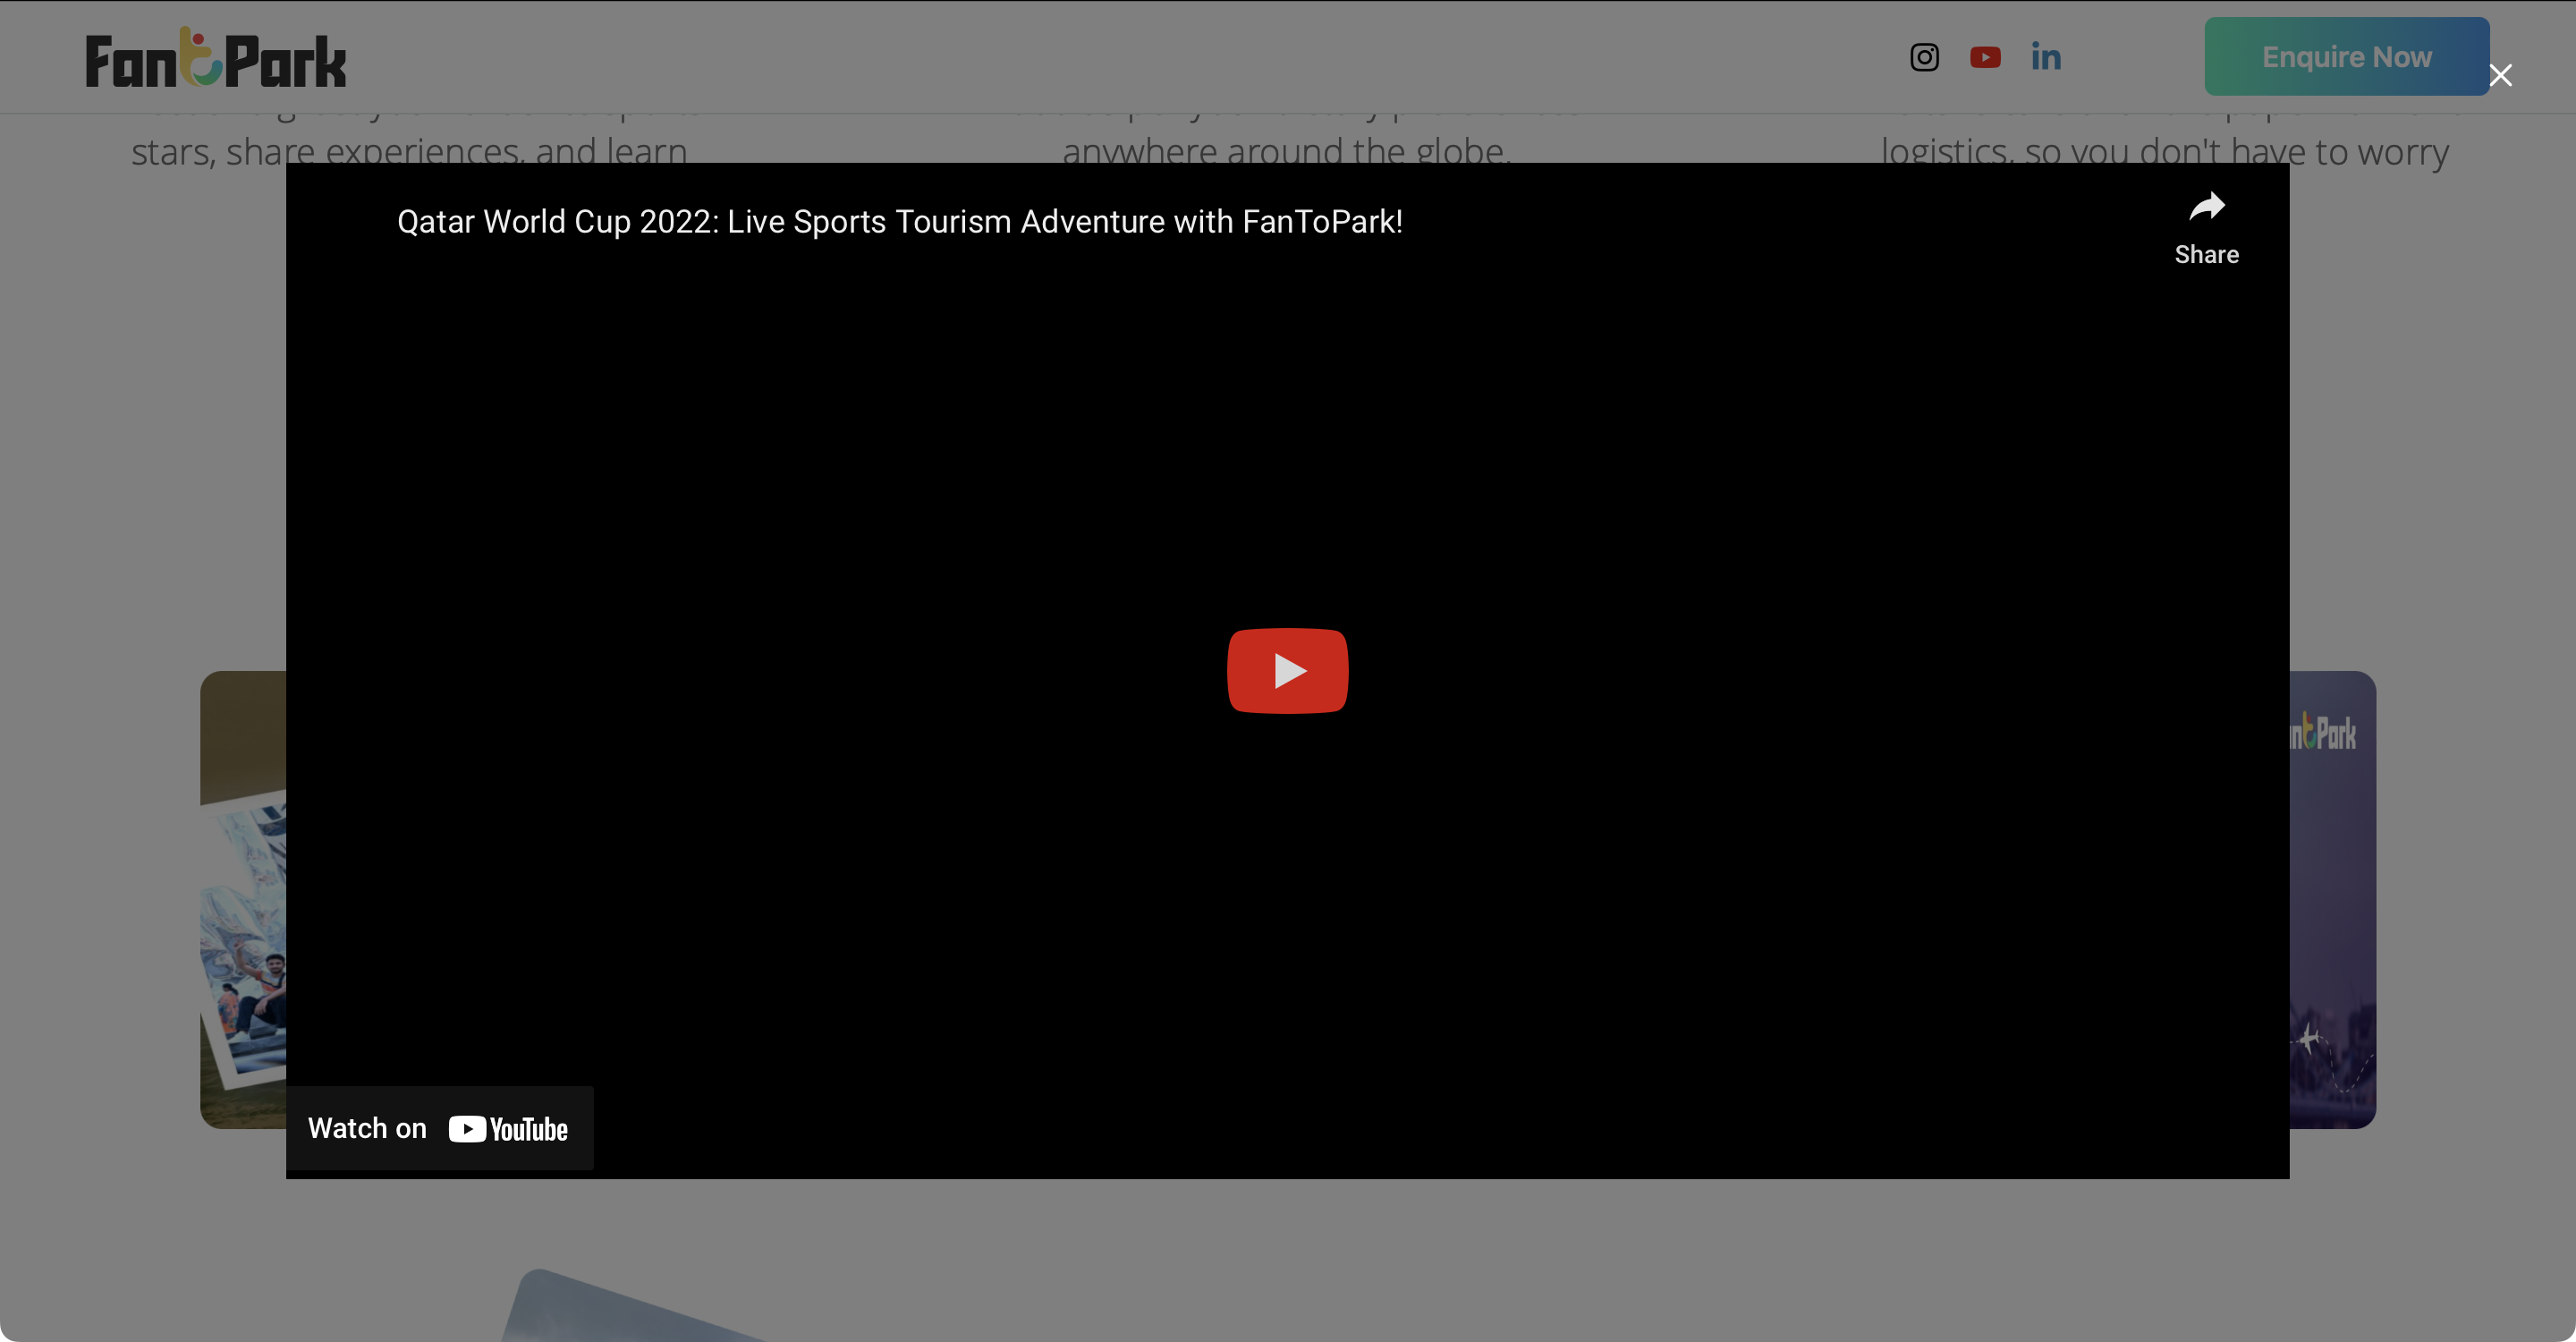 FantPark
Enquire Now
stars, share experiences, and learn
anywhere around the globe.
logistics, so you don't have to worry
Qatar World Cup 2022: Live Sports Tourism Adventure with FanToPark!
Share
ntPark
Watch on YouTube